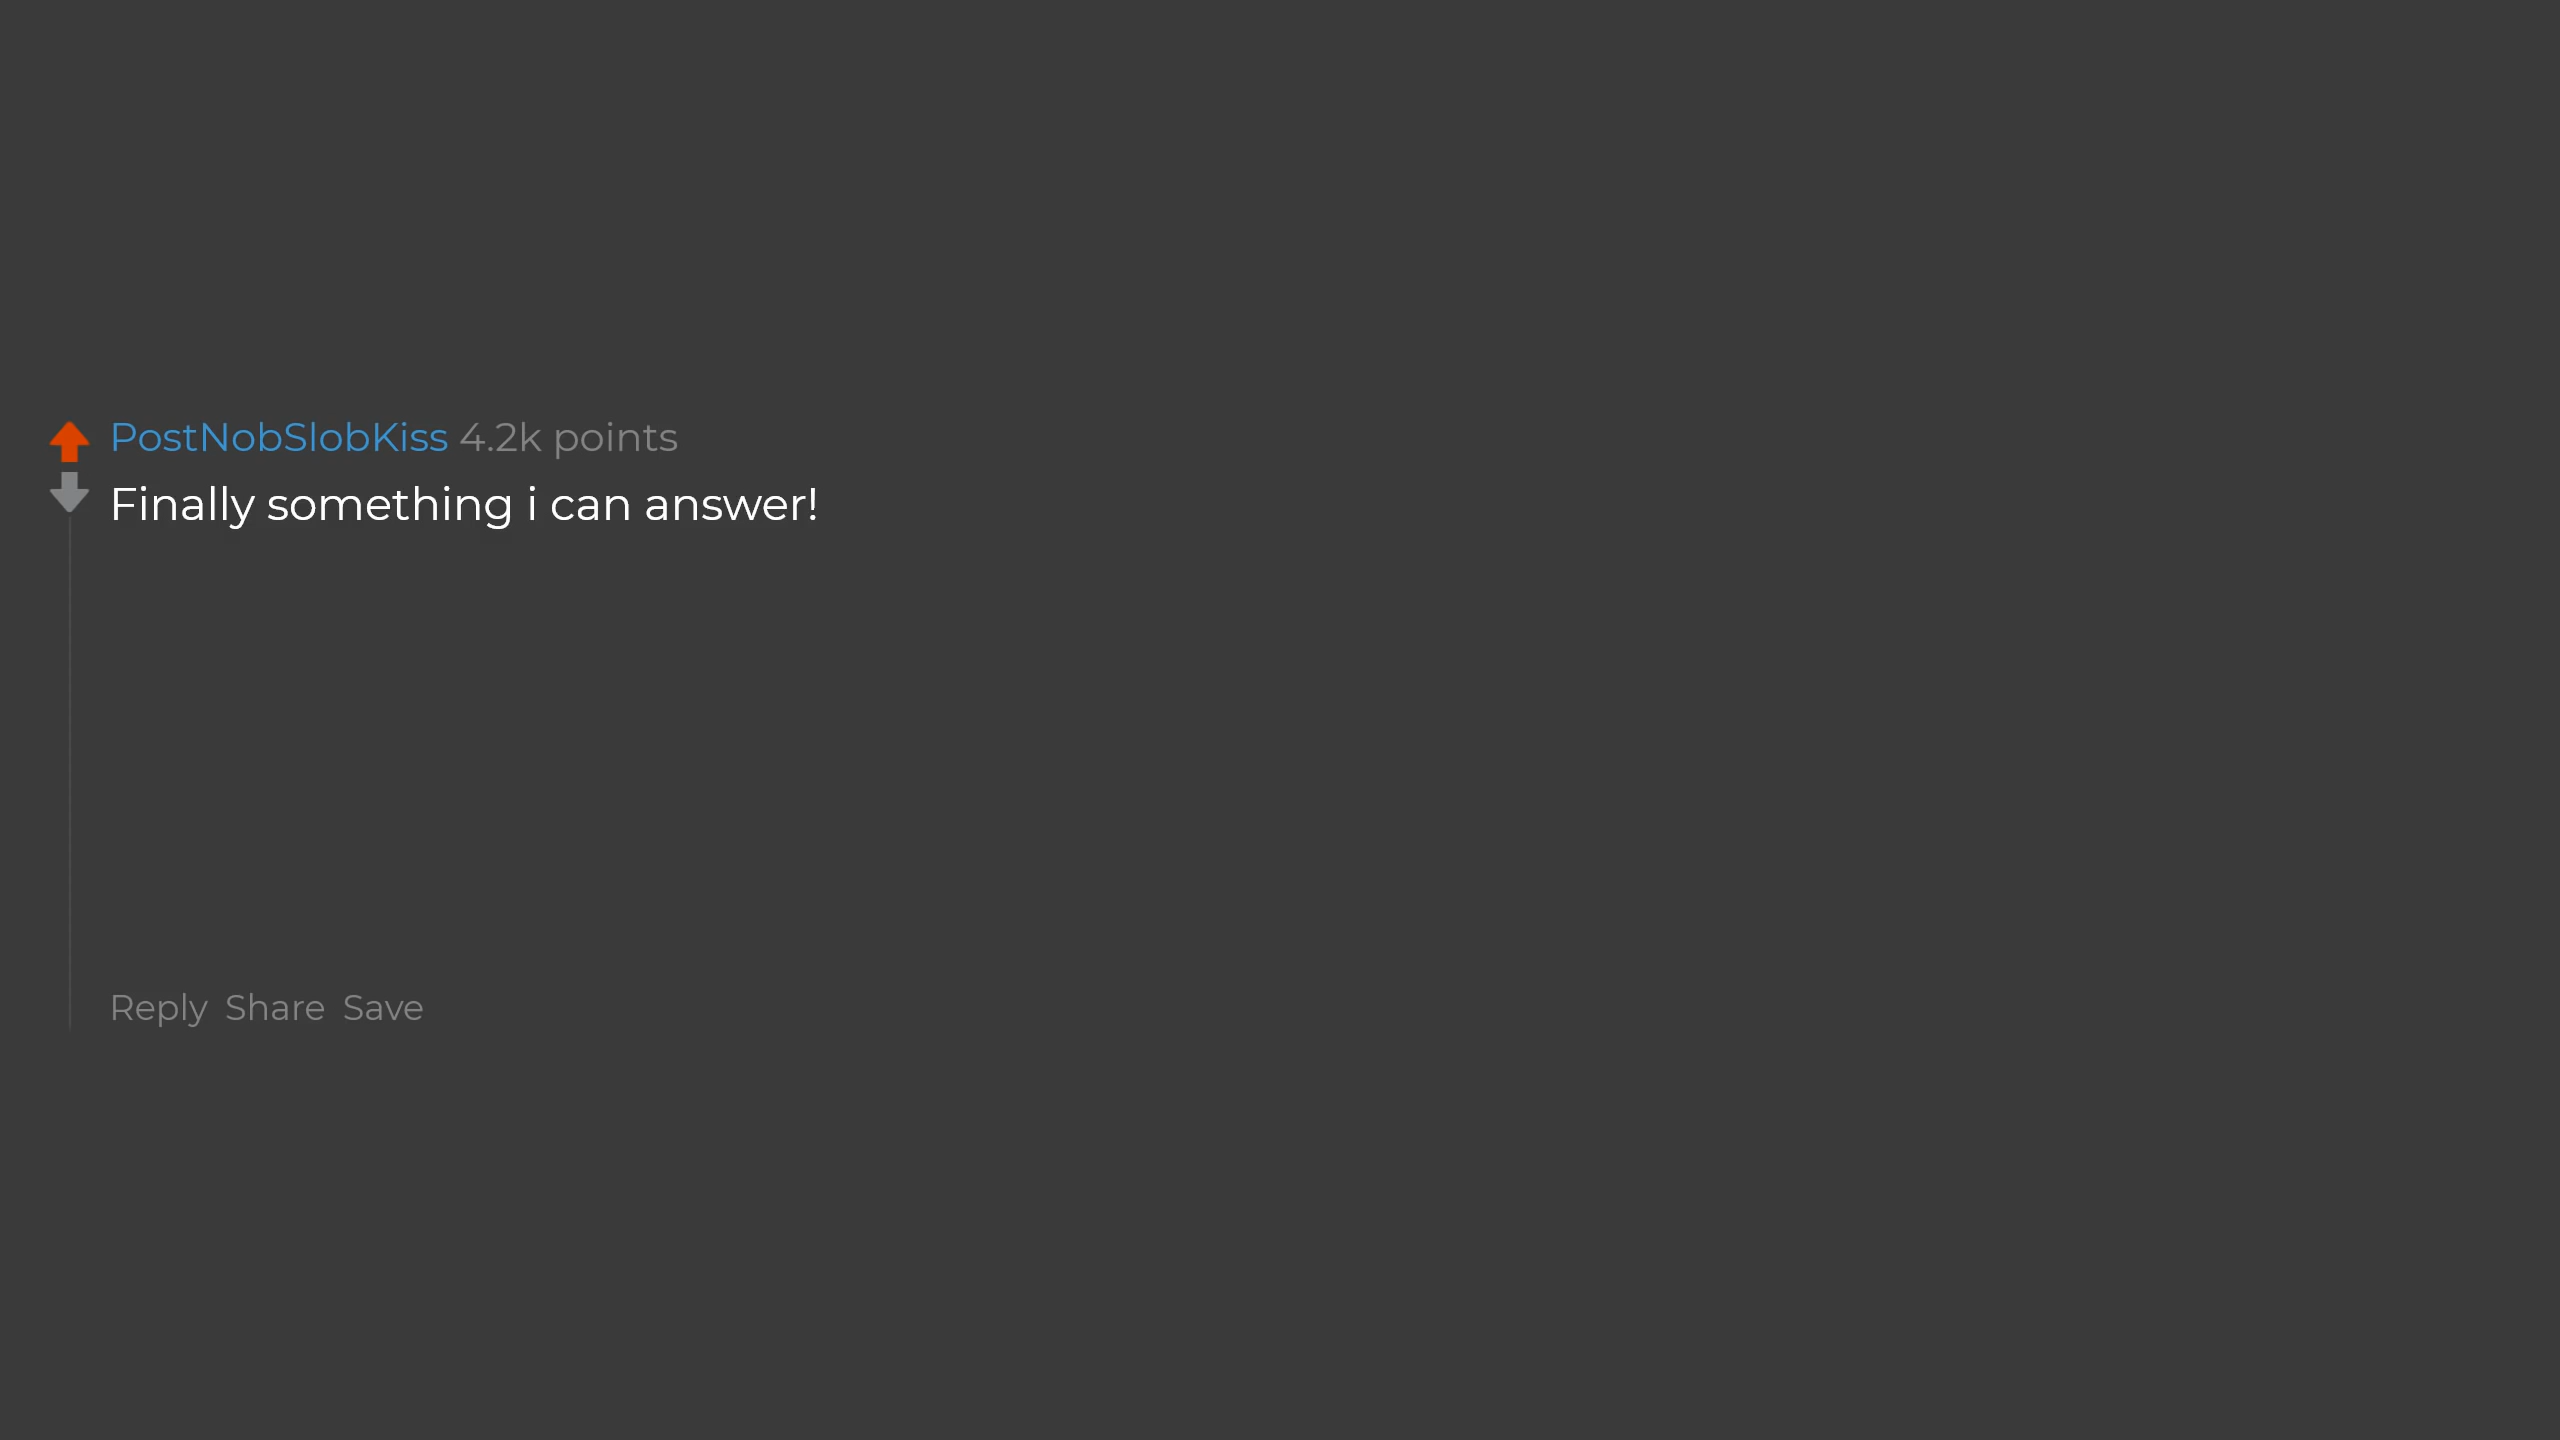 PostNobSlobKiss 4.2k points
Finally something i can answer!
Reply Share Save